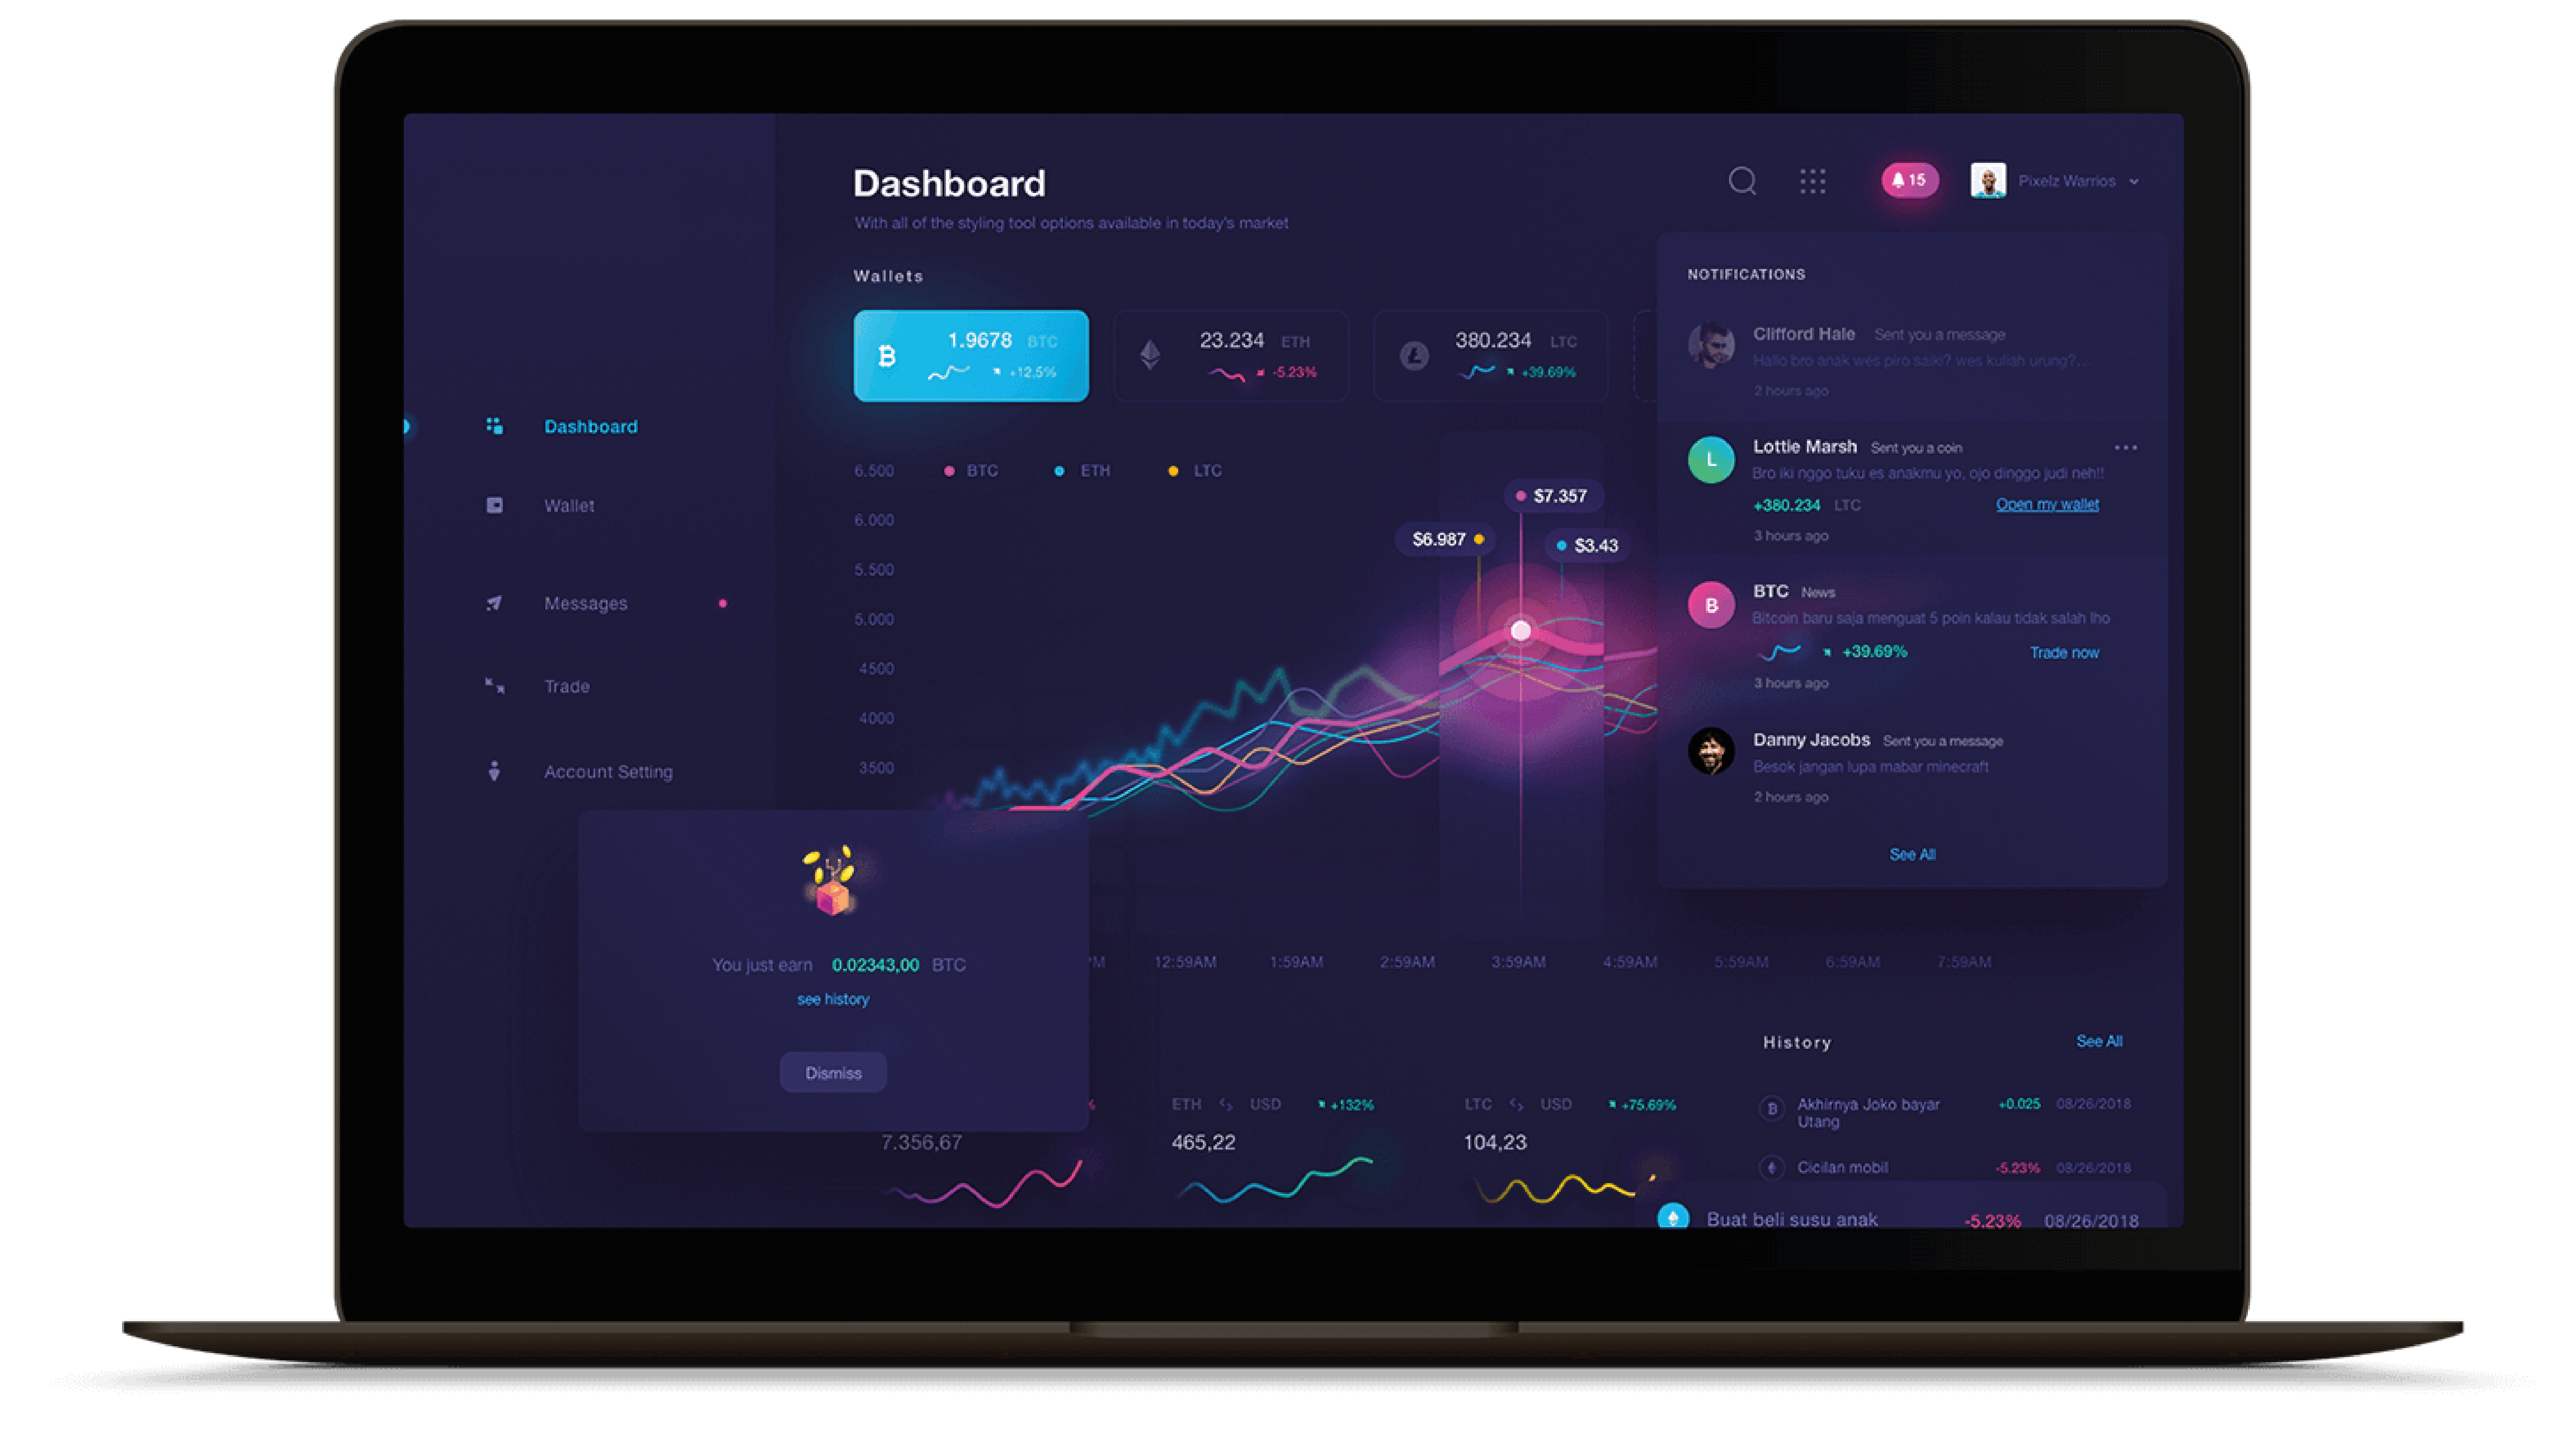 Dashboard
With all of the styling tool options available in today's market
15
Pixelz Warrios
Dashboard
Wallet
Messages
Trade
Account Setting
Wallets
1.9678 BTC
+12,5%
23.234 ETH
-5.23%
380.234 LTC
+39.69%
6.500
BTC
ETH
LTC
6.000
5.500
5.000
4500
4000
3500
$7.357
$6.987
$3.43
NOTIFICATIONS
Clifford Hale Sent you a message
Hallo bro anak wes piro saiki? wes kuliah urung?...
2 hours ago
L
Lottie Marsh Sent you a coin
Bro iki nggo tuku es anakmu yo, ojo dinggo judi neh!!
+380.234 LTC Open my wallet
3 hours ago
B
BTC News
Bitcoin baru saja menguat 5 poin kalau tidak salah lho
+39.69% Trade now
3 hours ago
Danny Jacobs Sent you a message
Besok jangan lupa mabar minecraft
2 hours ago
See All
You just earn 0.02343,00 BTC
see history
Dismiss
12:59AM 1:59AM 2:59AM 3:59AM 4:59AM 5:59AM 6:59AM 7:59AM
7.356,67
ETH USD +132%
465,22
LTC USD +75.69%
104,23
History See All
Akhirnya Joko bayar
Utang
+0.025 08/26/2018
Cicilan mobil -5.23% 08/26/2018
Buat beli susu anak -5.23% 08/26/2018